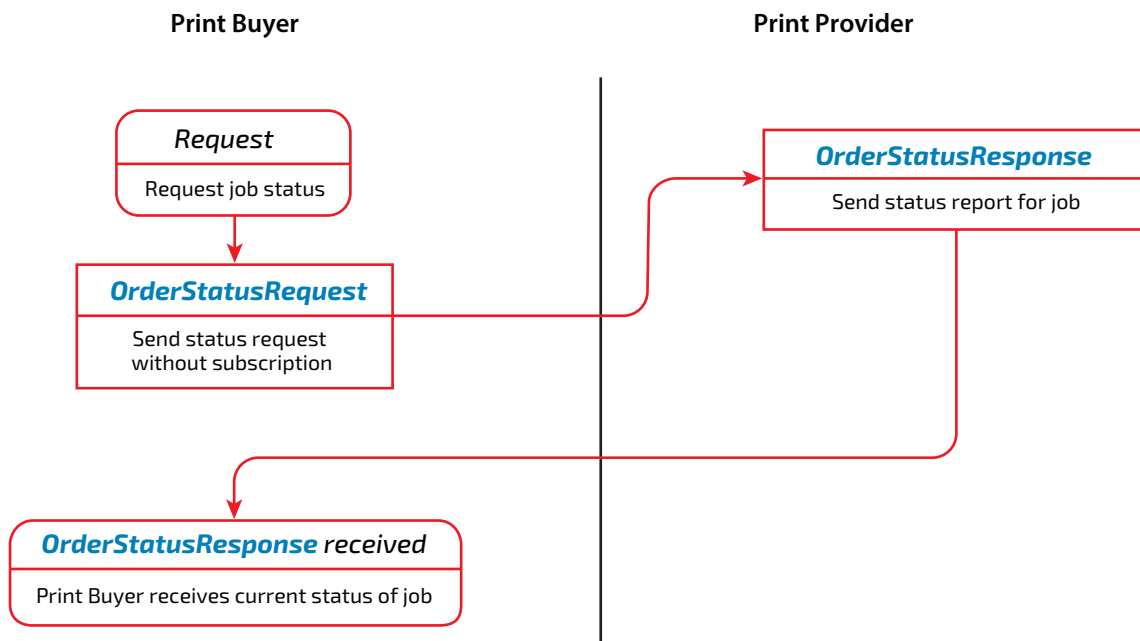 Print Buyer
Print Provider
Request
Request job status
OrderStatusRequest
Send status request
without subscription
OrderStatusResponse
Send status report for job
OrderStatusResponse received
Print Buyer receives current status of job